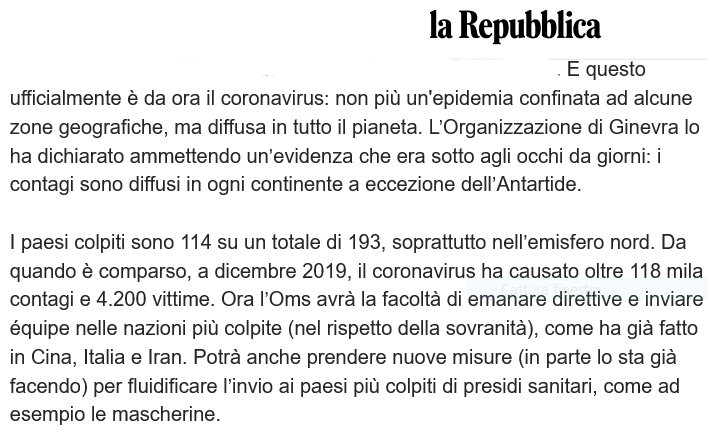 la Repubblica
. E questo
ufficialmente è da ora il coronavirus: non più un'epidemia confinata ad alcune
zone geografiche, ma diffusa in tutto il pianeta. L’Organizzazione di Ginevra lo
ha dichiarato ammettendo un’evidenza che era sotto agli occhi da giorni: i
contagi sono diffusi in ogni continente a eccezione dell’Antartide.
I paesi colpiti sono 114 su un totale di 193, soprattutto nell’emisfero nord. Da
quando è comparso, a dicembre 2019, il coronavirus ha causato oltre 118 mila
Cattura finestra
contagi e 4.200 vittime. Ora l’Oms avrà la facoltà di emanare direttive e inviare
équipe nelle nazioni più colpite (nel rispetto della sovranità), come ha già fatto
in Cina, Italia e Iran. Potrà anche prendere nuove misure (in parte lo sta già
facendo) per fluidificare l’invio ai paesi più colpiti di presidi sanitari, come ad
esempio le mascherine.